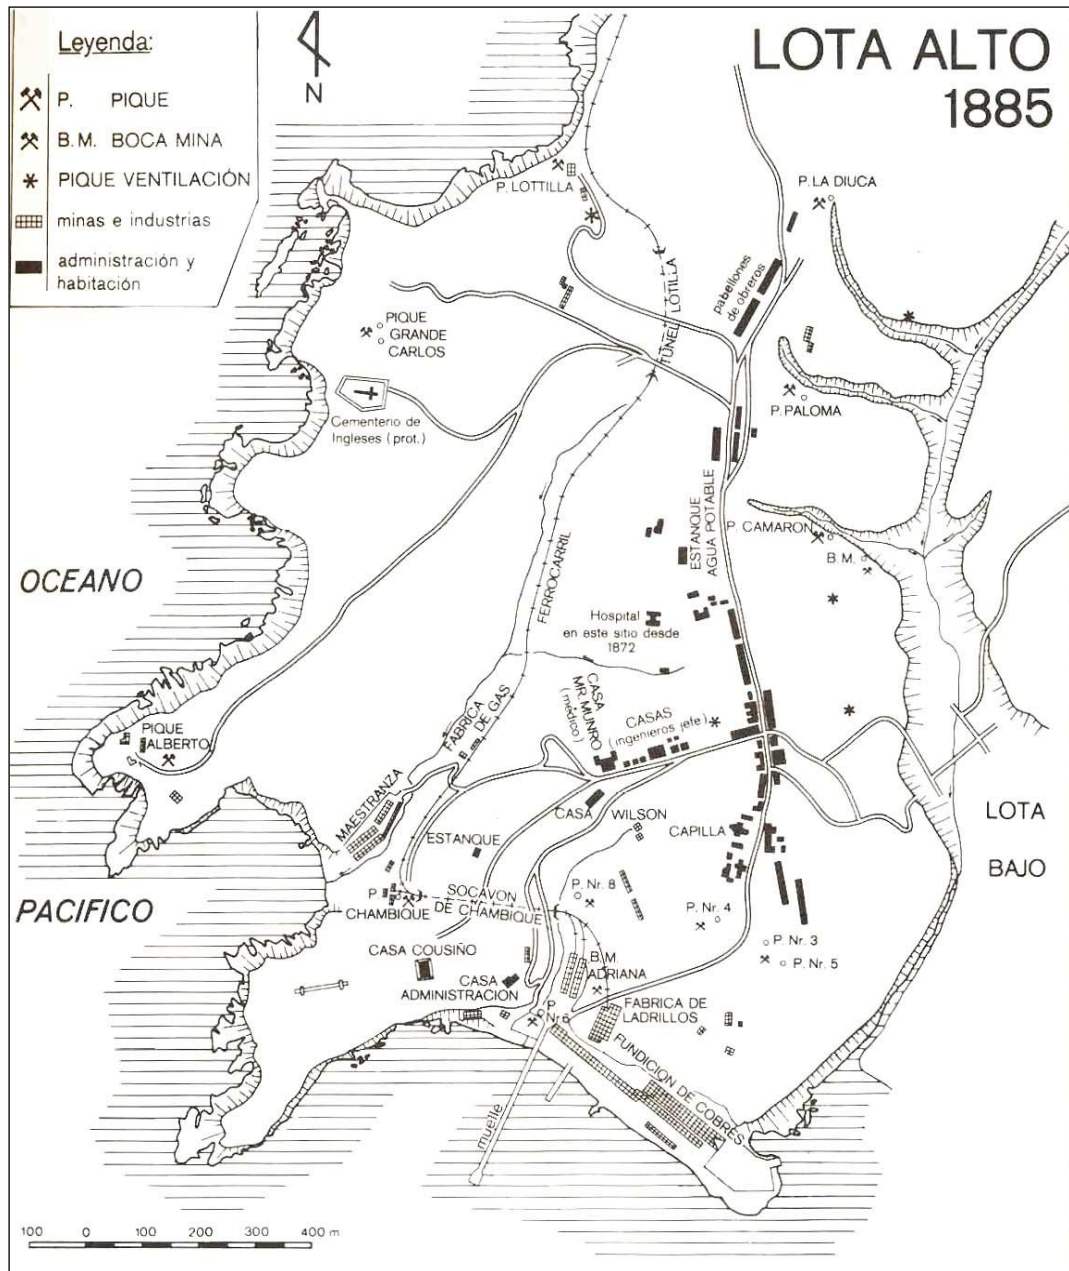 LOTA ALTO
1885
Leyenda:
P. PIQUE
B.M. BOCA MINA
PIQUE VENTILACIÓN
minas e industrias
administración y
habitación
N
P. LOTTILLA
P. LA DIUCA
pabellones
de obreros
TUNEL LOTILLA
PIQUE
GRANDE
CARLOS
Cementerio de
Ingleses (prot.)
P. PALOMA
ESTANQUE
AGUA POTABLE
P. CAMARON
B.M.
FERROCARRIL
OCEANO
Hospital
en este sitio desde
1872
CASA
MR. MUNRO
(médico)
CASAS
(ingenieros jefe)
FABRICA
DE GAS
PIQUE
ALBERTO
MAESTRANZA
CASA WILSON
ESTANQUE
CAPILLA
LOTA
BAJO
P.
CHAMBIQUE
SOCAVON
DE CHAMBIQUE
P. Nr. 8
P. Nr. 4
P. Nr. 3
P. Nr. 5
PACIFICO
CASA COUSIÑO
CASA
ADMINISTRACION
B.M.
ADRIANA
P.
Nr6
FABRICA DE
LADRILLOS
FUNDICION DE COBRES
muelle
100 0 100 200 300 400 m